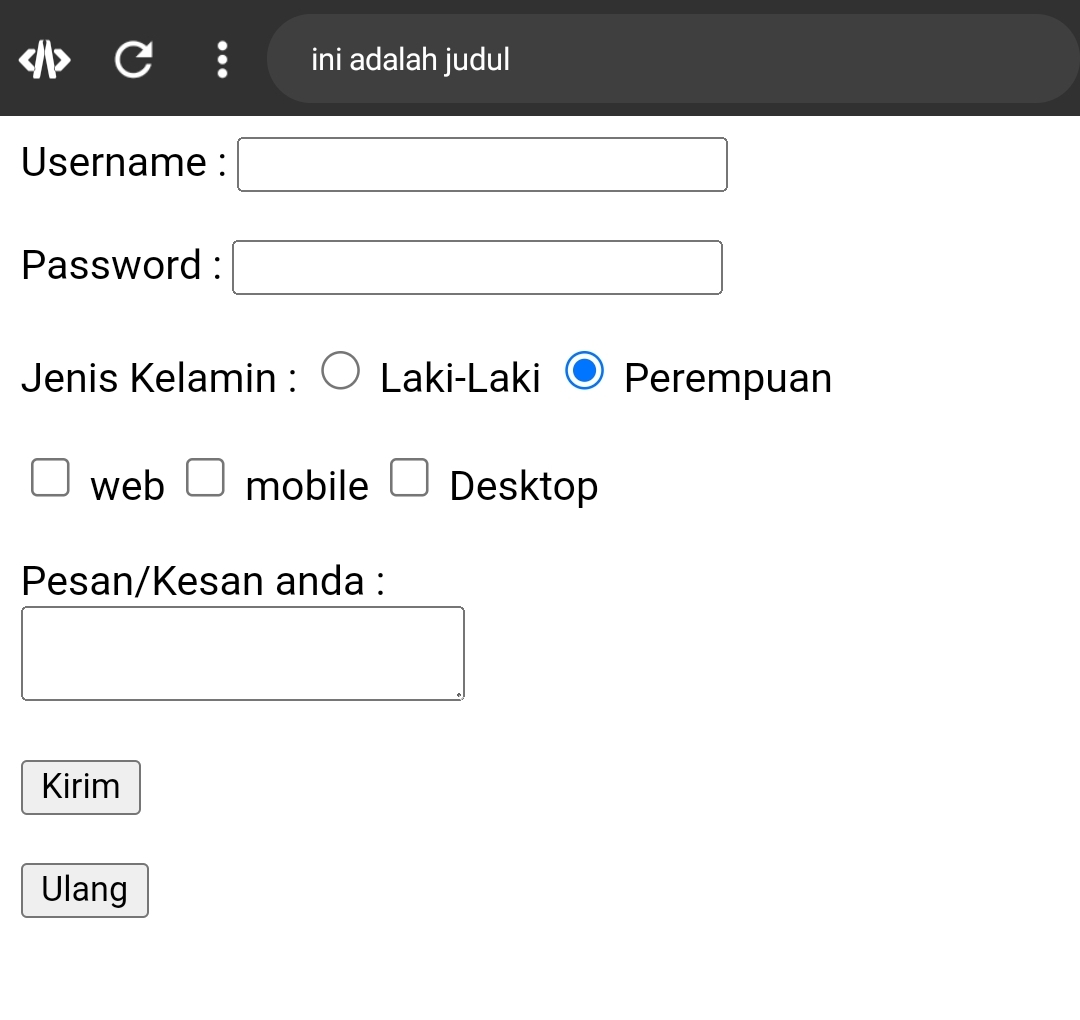 ini adalah judul
Username :
Password :
Jenis Kelamin : Laki-Laki Perempuan
web mobile Desktop
Pesan/Kesan anda :
Kirim
Ulang